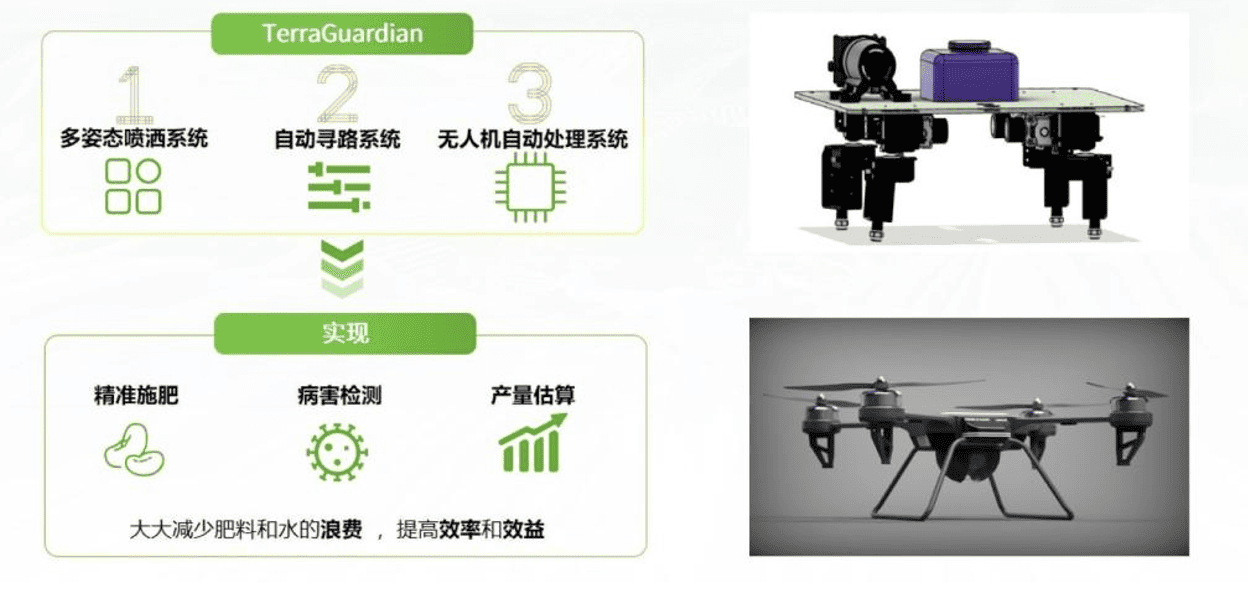 TerraGuardian
1 2 3
多姿态喷洒系统 自动寻路系统 无人机自动处理系统
实现
精准施肥 病害检测 产量估算
大大减少肥料和水的浪费 ，提高效率和效益